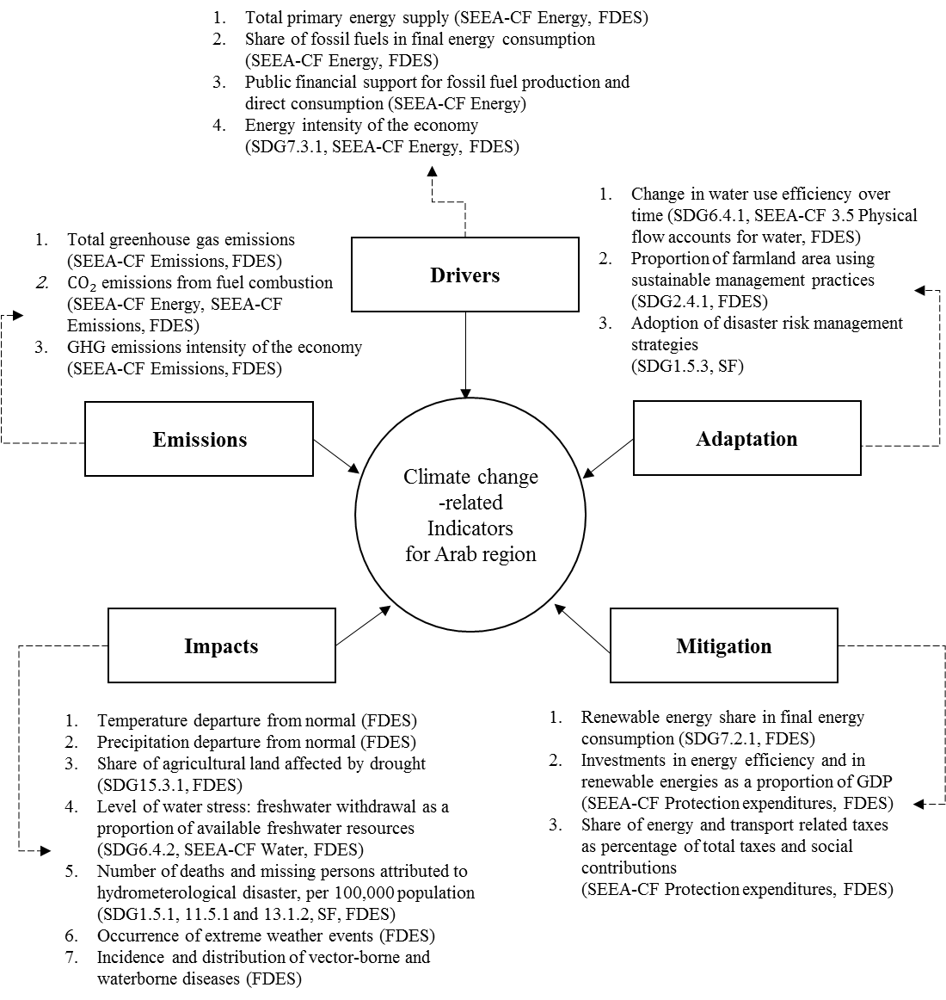 1. Total primary energy supply (SEEA-CF Energy, FDES)
2. Share of fossil fuels in final energy consumption
(SEEA-CF Energy, FDES)
3. Public financial support for fossil fuel production and
direct consumption (SEEA-CF Energy)
4. Energy intensity of the economy
(SDG7.3.1, SEEA-CF Energy, FDES)
Drivers
1. Total greenhouse gas emissions
(SEEA-CF Emissions, FDES)
2. CO₂ emissions from fuel combustion
(SEEA-CF Energy, SEEA-CF
Emissions, FDES)
3. GHG emissions intensity of the economy
(SEEA-CF Emissions, FDES)
Emissions
1. Change in water use efficiency over
time (SDG6.4.1, SEEA-CF 3.5 Physical
flow accounts for water, FDES)
2. Proportion of farmland area using
sustainable management practices
(SDG2.4.1, FDES)
3. Adoption of disaster risk management
strategies
(SDG1.5.3, SF)
Adaptation
Climate change
-related
Indicators
for Arab region
Impacts
1. Temperature departure from normal (FDES)
2. Precipitation departure from normal (FDES)
3. Share of agricultural land affected by drought
(SDG15.3.1, FDES)
4. Level of water stress: freshwater withdrawal as a
proportion of available freshwater resources
(SDG6.4.2, SEEA-CF Water, FDES)
5. Number of deaths and missing persons attributed to
hydrometerological disaster, per 100,000 population
(SDG1.5.1, 11.5.1 and 13.1.2, SF, FDES)
6. Occurrence of extreme weather events (FDES)
7. Incidence and distribution of vector-borne and
waterborne diseases (FDES)
Mitigation
1. Renewable energy share in final energy
consumption (SDG7.2.1, FDES)
2. Investments in energy efficiency and in
renewable energies as a proportion of GDP
(SEEA-CF Protection expenditures, FDES)
3. Share of energy and transport related taxes
as percentage of total taxes and social
contributions
(SEEA-CF Protection expenditures, FDES)